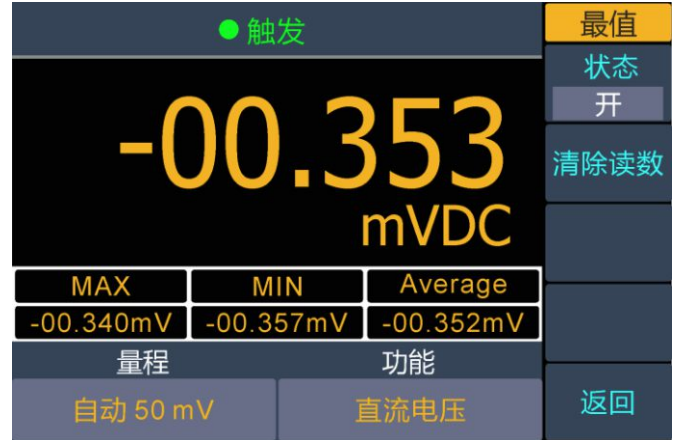 触发
-00.353
mVDC
MAX MIN Average
-00.340mV -00.357mV -00.352mV
量程 功能
自动 50 mV 直流电压
最值
状态
开
清除读数
返回